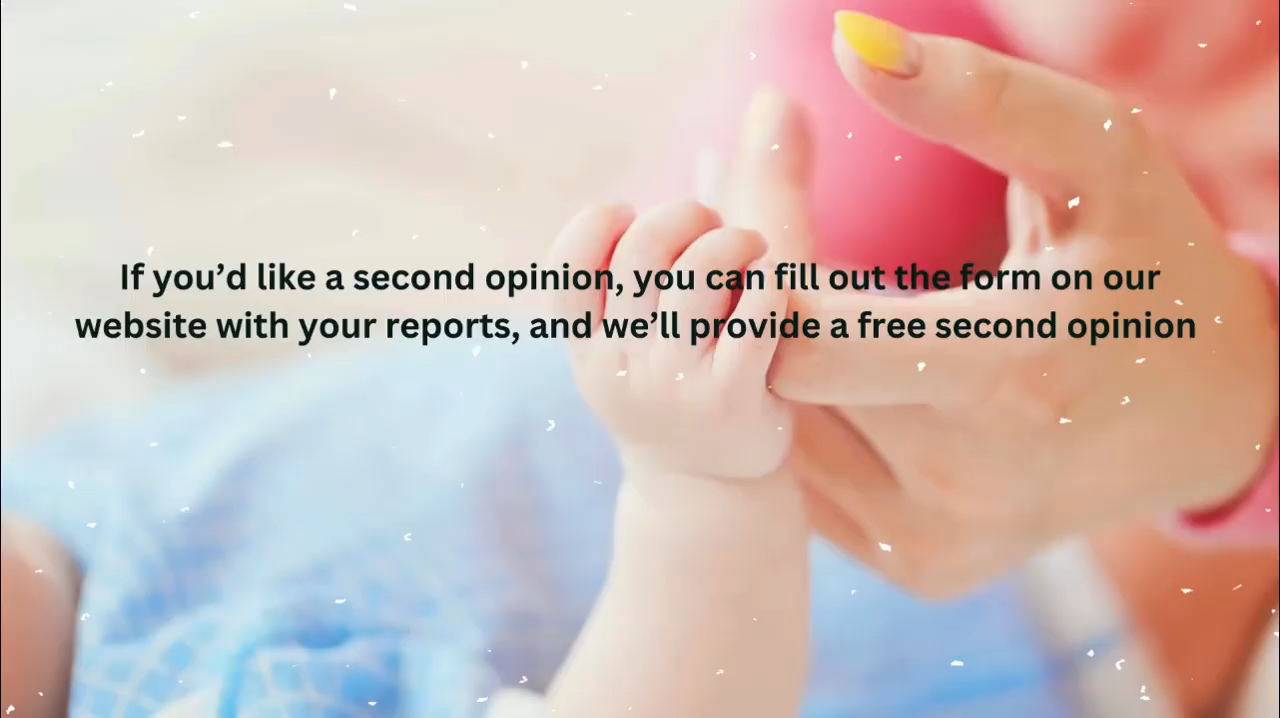 If you’d like a second opinion, you can fill out the form on our
website with your reports, and we’ll provide a free second opinion